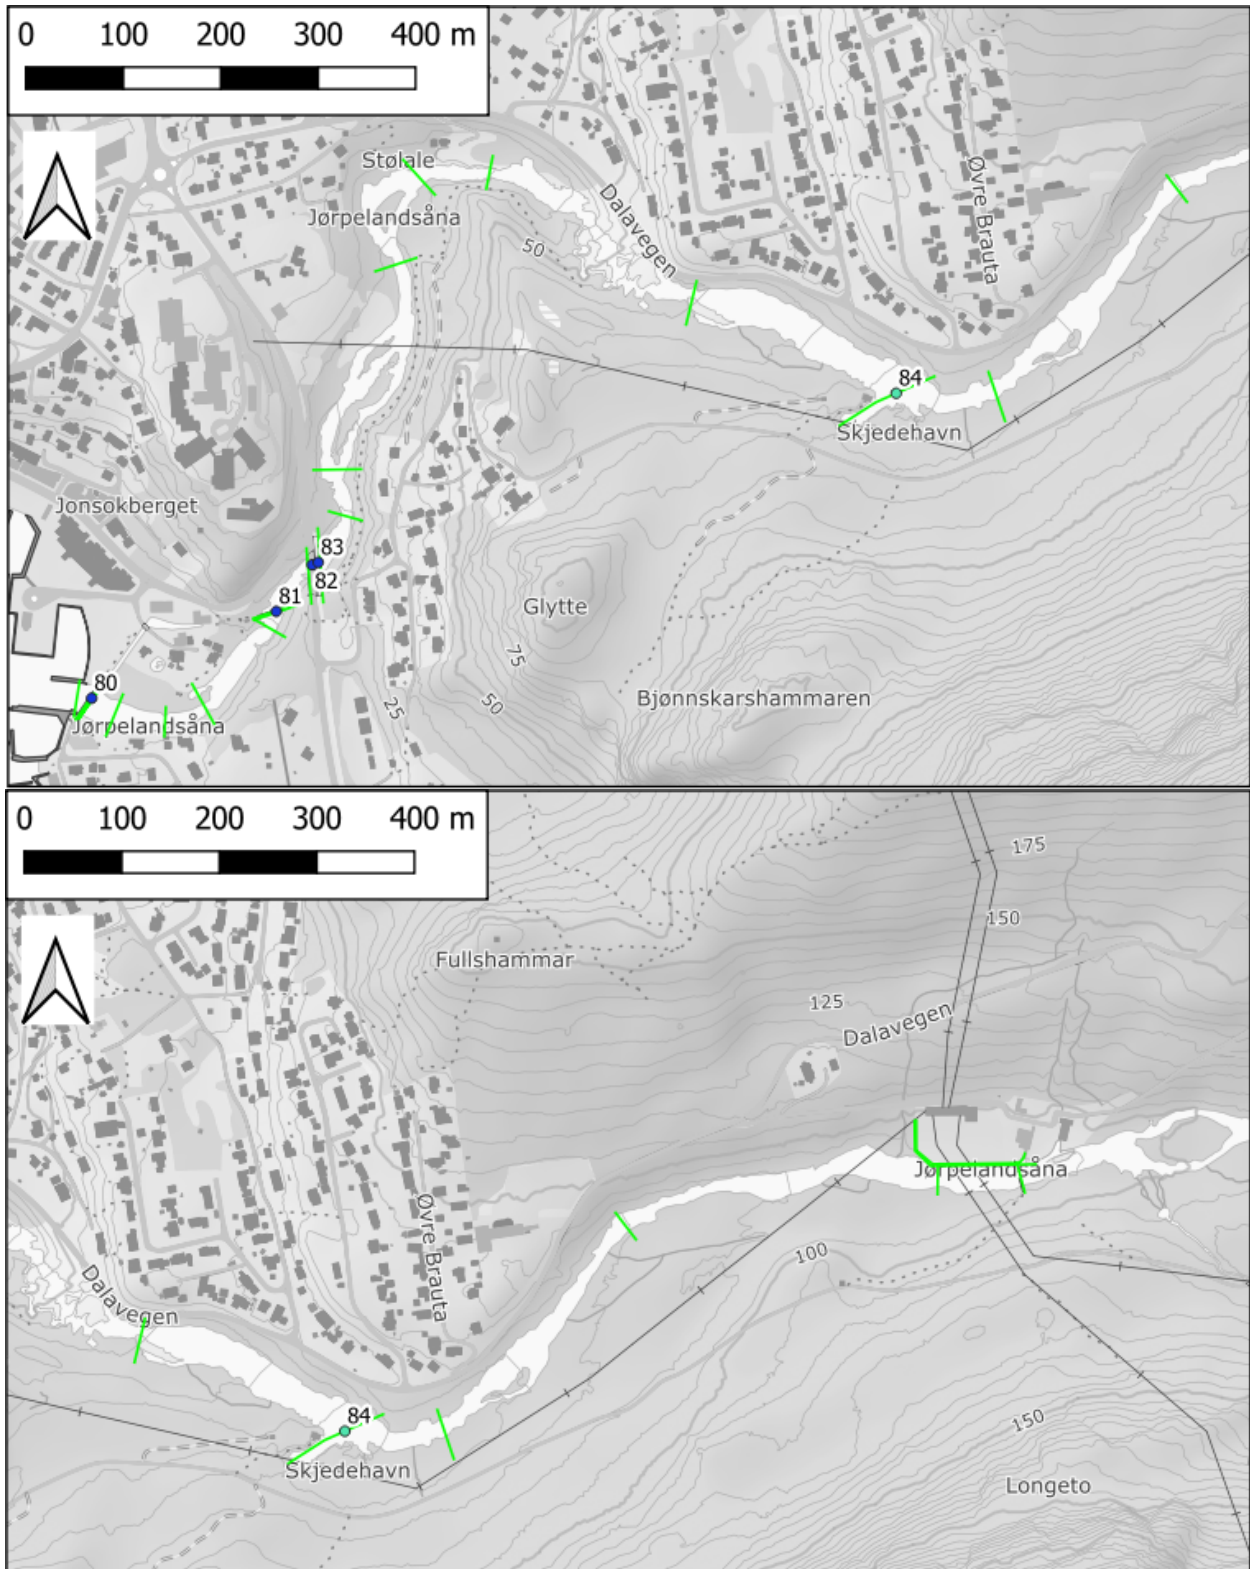 0 100 200 300 400 m
Stølale
Jørpelandsåna
Dalavegen
Øvre Brauta
50
84
Skjedehavn
Jonsokberget
83
82
81
Glytte
80
75
50
25
Bjønnskarshammaren
Jørpelandsåna
0 100 200 300 400 m
175
150
Fullshammar
125
Dalavegen
Jørpelandsåna
Øvre Brauta
100
Dalavegen
84
Skjedehavn
150
Longeto